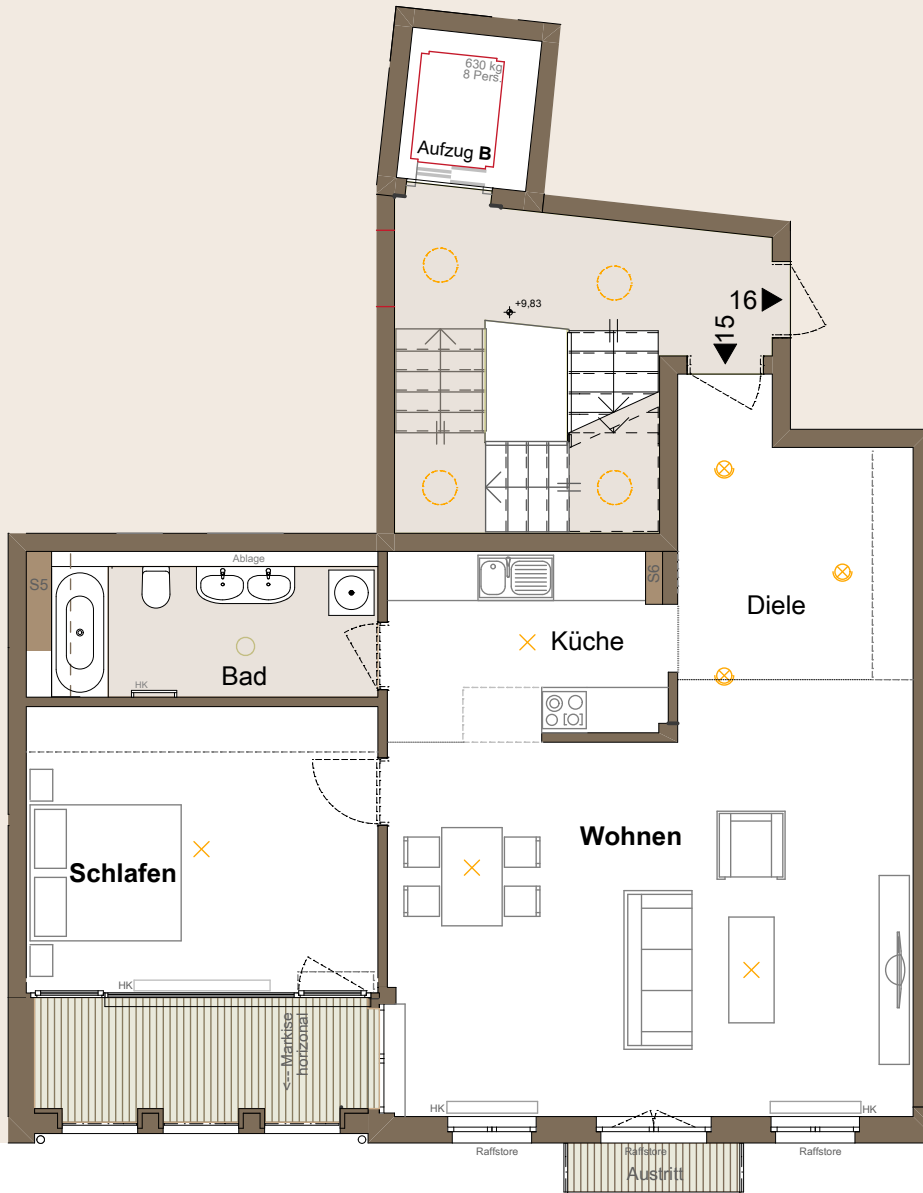 630 kg
8 Pers.
Aufzug B
+9,83
16
15
Ablage
S5
S6
Küche
Diele
Bad
HK
Wohnen
Schlafen
HK
<-- Markise
horizonal
HK
HK
Raffstore
Raffstore
Raffstore
Austritt